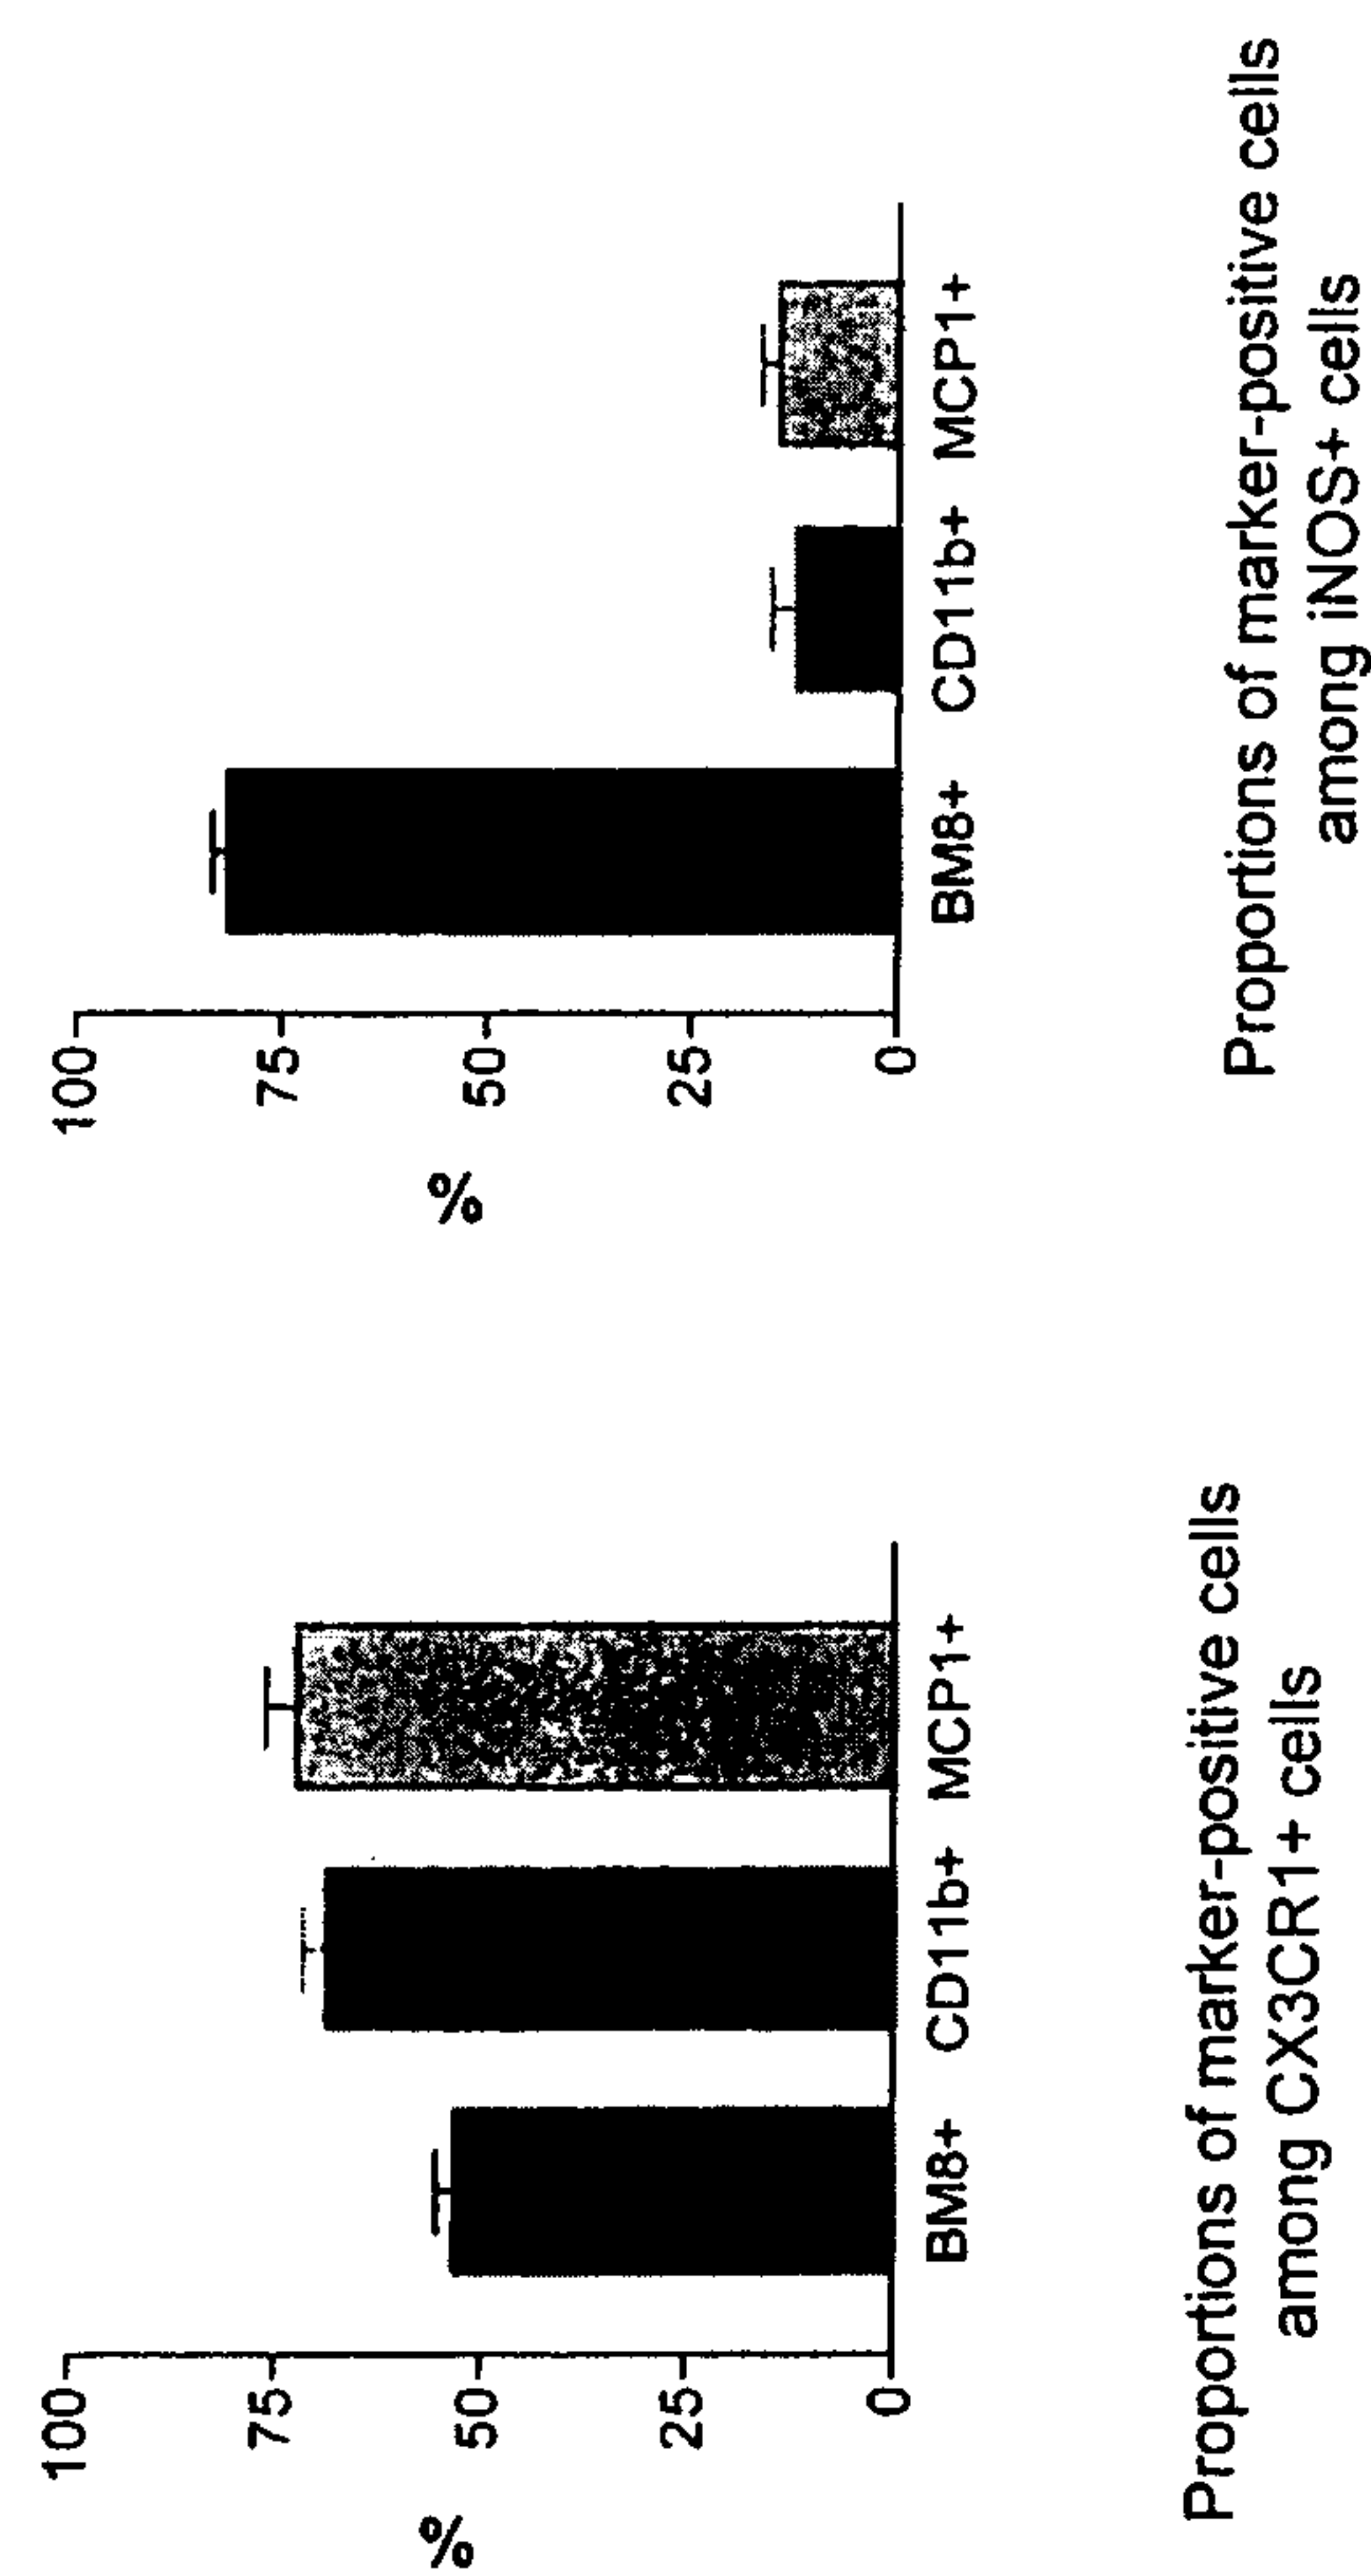 %
100
75
50
25
0
BM8+ CD11b+ MCP1+
Proportions of marker-positive cells
among CX3CR1+ cells
%
100
75
50
25
0
BM8+ CD11b+ MCP1+
Proportions of marker-positive cells
among iNOS+ cells